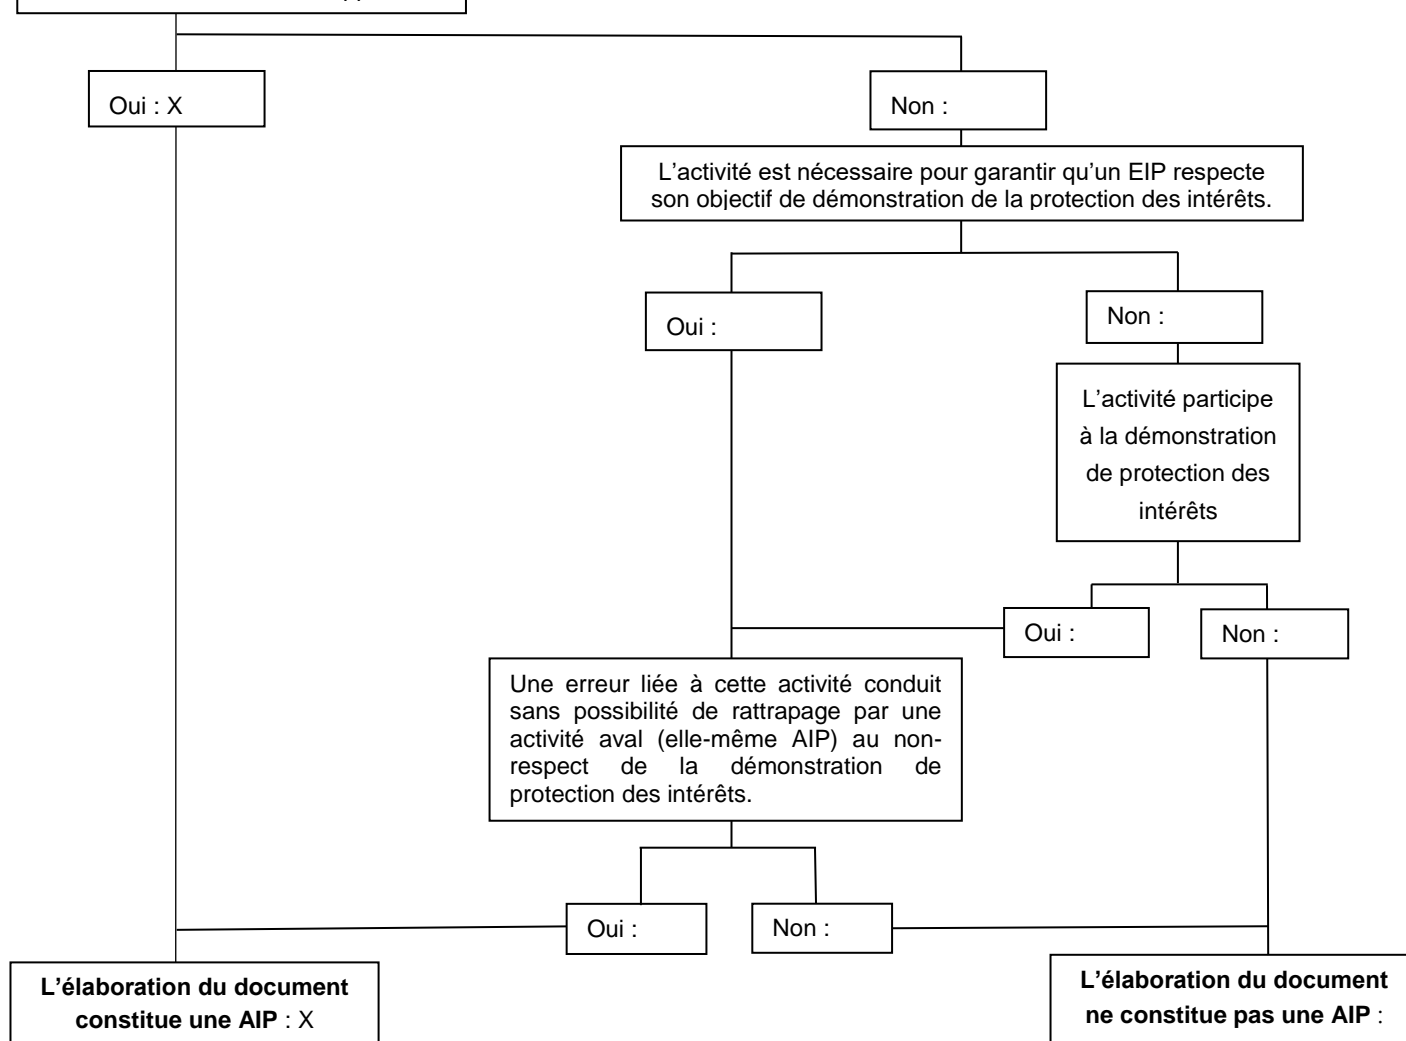 Oui : X
Non :
L’activité est nécessaire pour garantir qu’un EIP respecte
son objectif de démonstration de la protection des intérêts.
Oui :
Non :
L’activité participe
à la démonstration
de protection des
intérêts
Oui :
Non :
Une erreur liée à cette activité conduit
sans possibilité de rattrapage par une
activité aval (elle-même AIP) au non-
respect de la démonstration de
protection des intérêts.
Oui :
Non :
L’élaboration du document
constitue une AIP : X
L’élaboration du document
ne constitue pas une AIP :